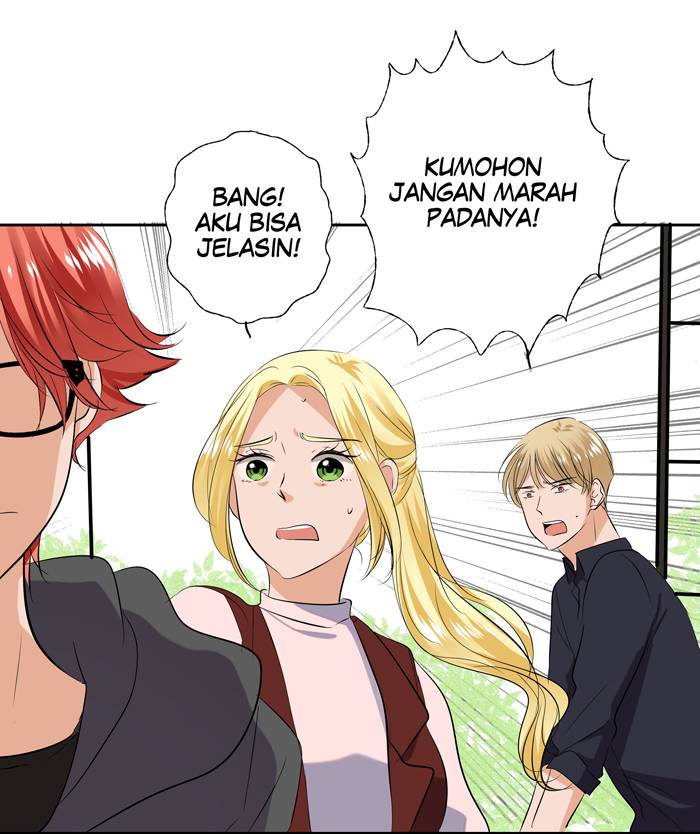 BANG!
AKU BISA
JELASIN!
KUMOHON
JANGAN MARAH
PADANYA!